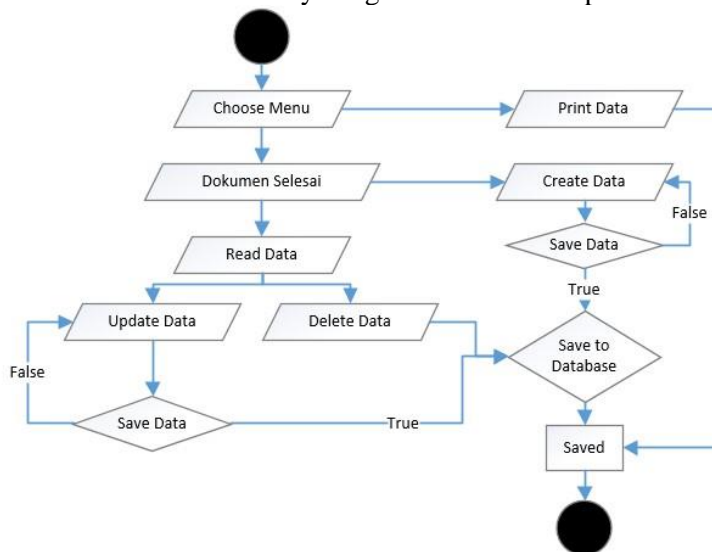 Choose Menu
Print Data
Dokumen Selesai
Create Data
False
Save Data
Read Data
True
Update Data
Delete Data
Save to
Database
False
Save Data
True
Saved